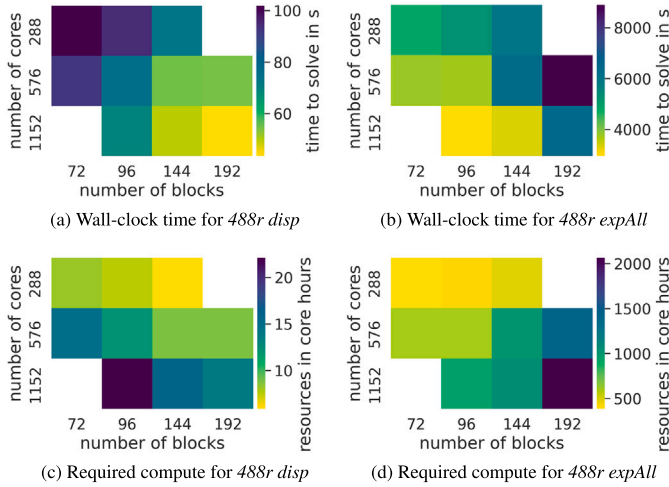 number of cores
288
576
1152
72 96 144 192
number of blocks
100
80
60
time to solve in s
(a) Wall-clock time for 488r disp
number of cores
288
576
1152
72 96 144 192
number of blocks
8000
6000
4000
time to solve in s
(b) Wall-clock time for 488r expAll
number of cores
288
576
1152
72 96 144 192
number of blocks
20
15
10
resources in core hours
(c) Required compute for 488r disp
number of cores
288
576
1152
72 96 144 192
number of blocks
2000
1500
1000
500
resources in core hours
(d) Required compute for 488r expAll